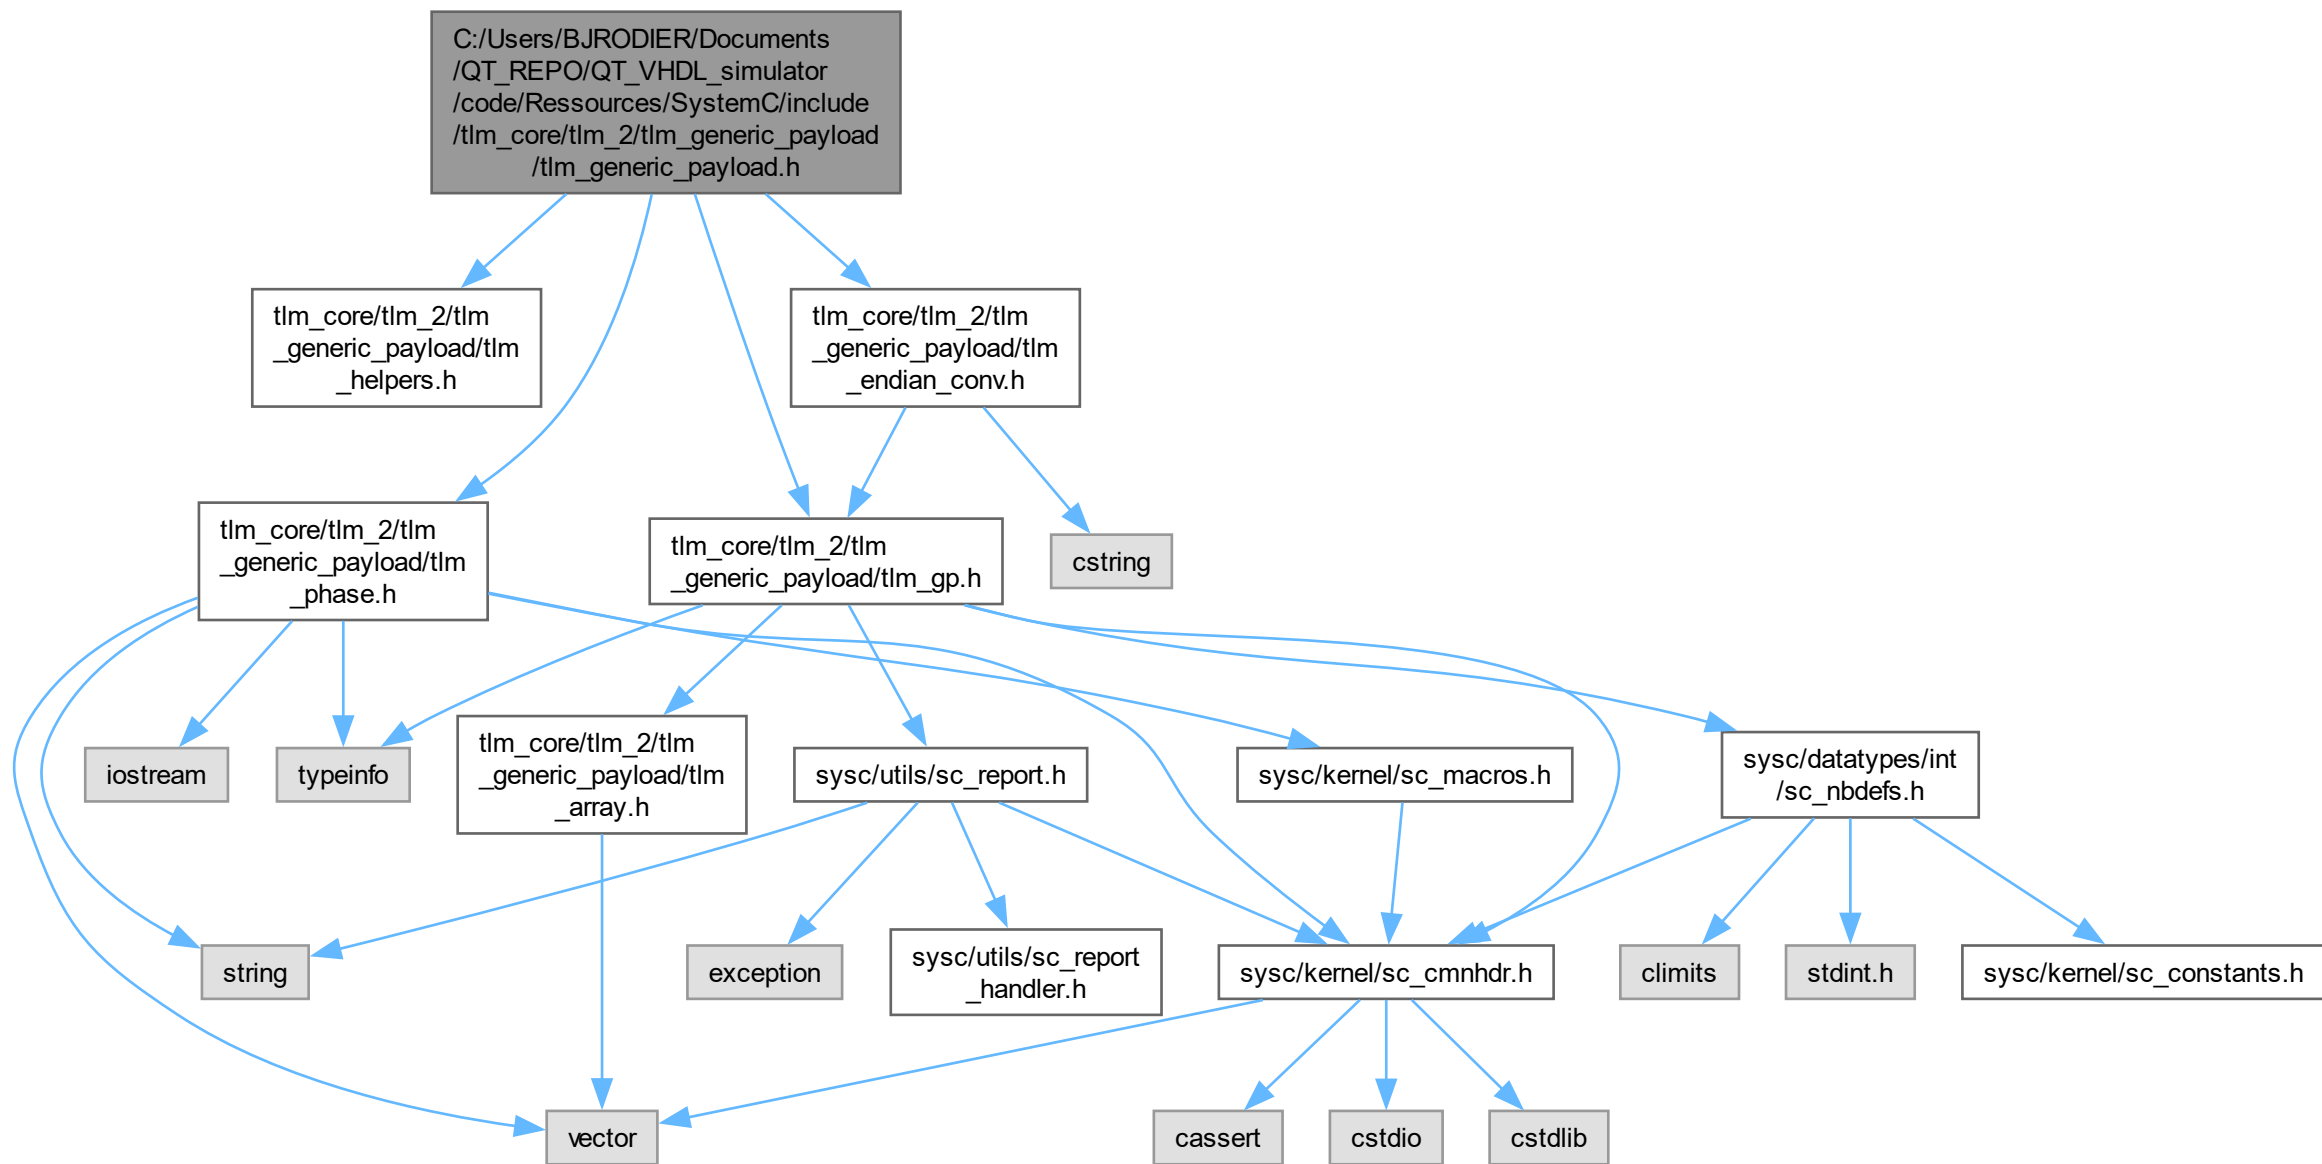 C:/Users/BJRODIER/Documents
/QT_REPO/QT_VHDL_simulator
/code/Ressources/SystemC/include
/tlm_core/tlm_2/tlm_generic_payload
/tlm_generic_payload.h
tlm_core/tlm_2/tlm
_generic_payload/tlm
_helpers.h
tlm_core/tlm_2/tlm
_generic_payload/tlm
_endian_conv.h
tlm_core/tlm_2/tlm
_generic_payload/tlm
_phase.h
tlm_core/tlm_2/tlm
_generic_payload/tlm_gp.h
cstring
iostream
typeinfo
tlm_core/tlm_2/tlm
_generic_payload/tlm
_array.h
sysc/utils/sc_report.h
sysc/kernel/sc_macros.h
sysc/datatypes/int
/sc_nbdefs.h
string
exception
sysc/utils/sc_report
_handler.h
sysc/kernel/sc_cmnhdr.h
climits
stdint.h
sysc/kernel/sc_constants.h
vector
cassert
cstdio
cstdlib